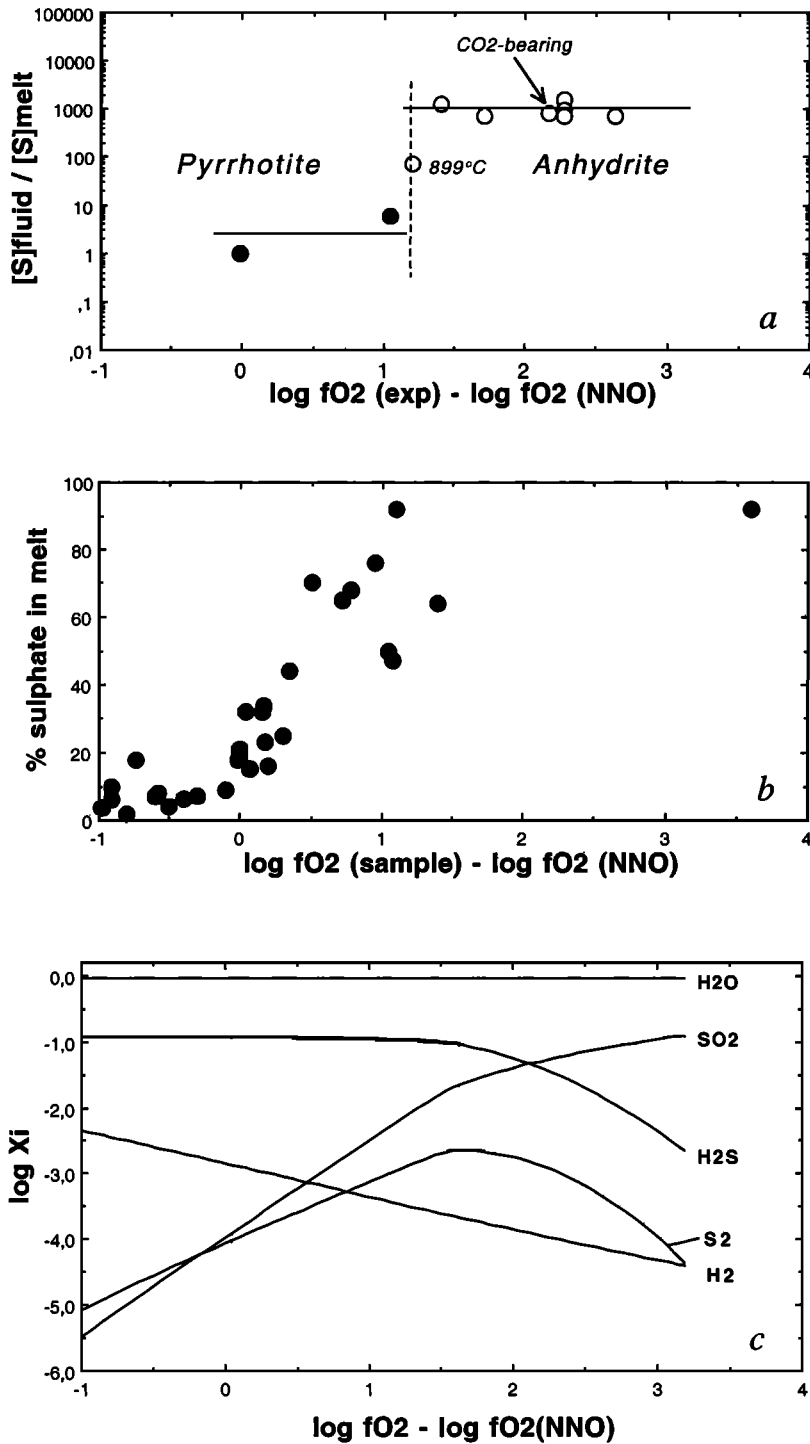 100000
10000
1000
100
10
1
,1
,01
[S]fluid / [S]melt
CO2-bearing
Pyrrhotite
899°C
Anhydrite
a
-1
0
1
2
3
4
log fO2 (exp) - log fO2 (NNO)
100
80
60
40
20
0
% sulphate in melt
b
-1
0
1
2
3
4
log fO2 (sample) - log fO2 (NNO)
0,0
-1,0
-2,0
-3,0
-4,0
-5,0
-6,0
log Xi
H2O
SO2
H2S
S2
H2
c
-1
0
1
2
3
4
log fO2 - log fO2(NNO)